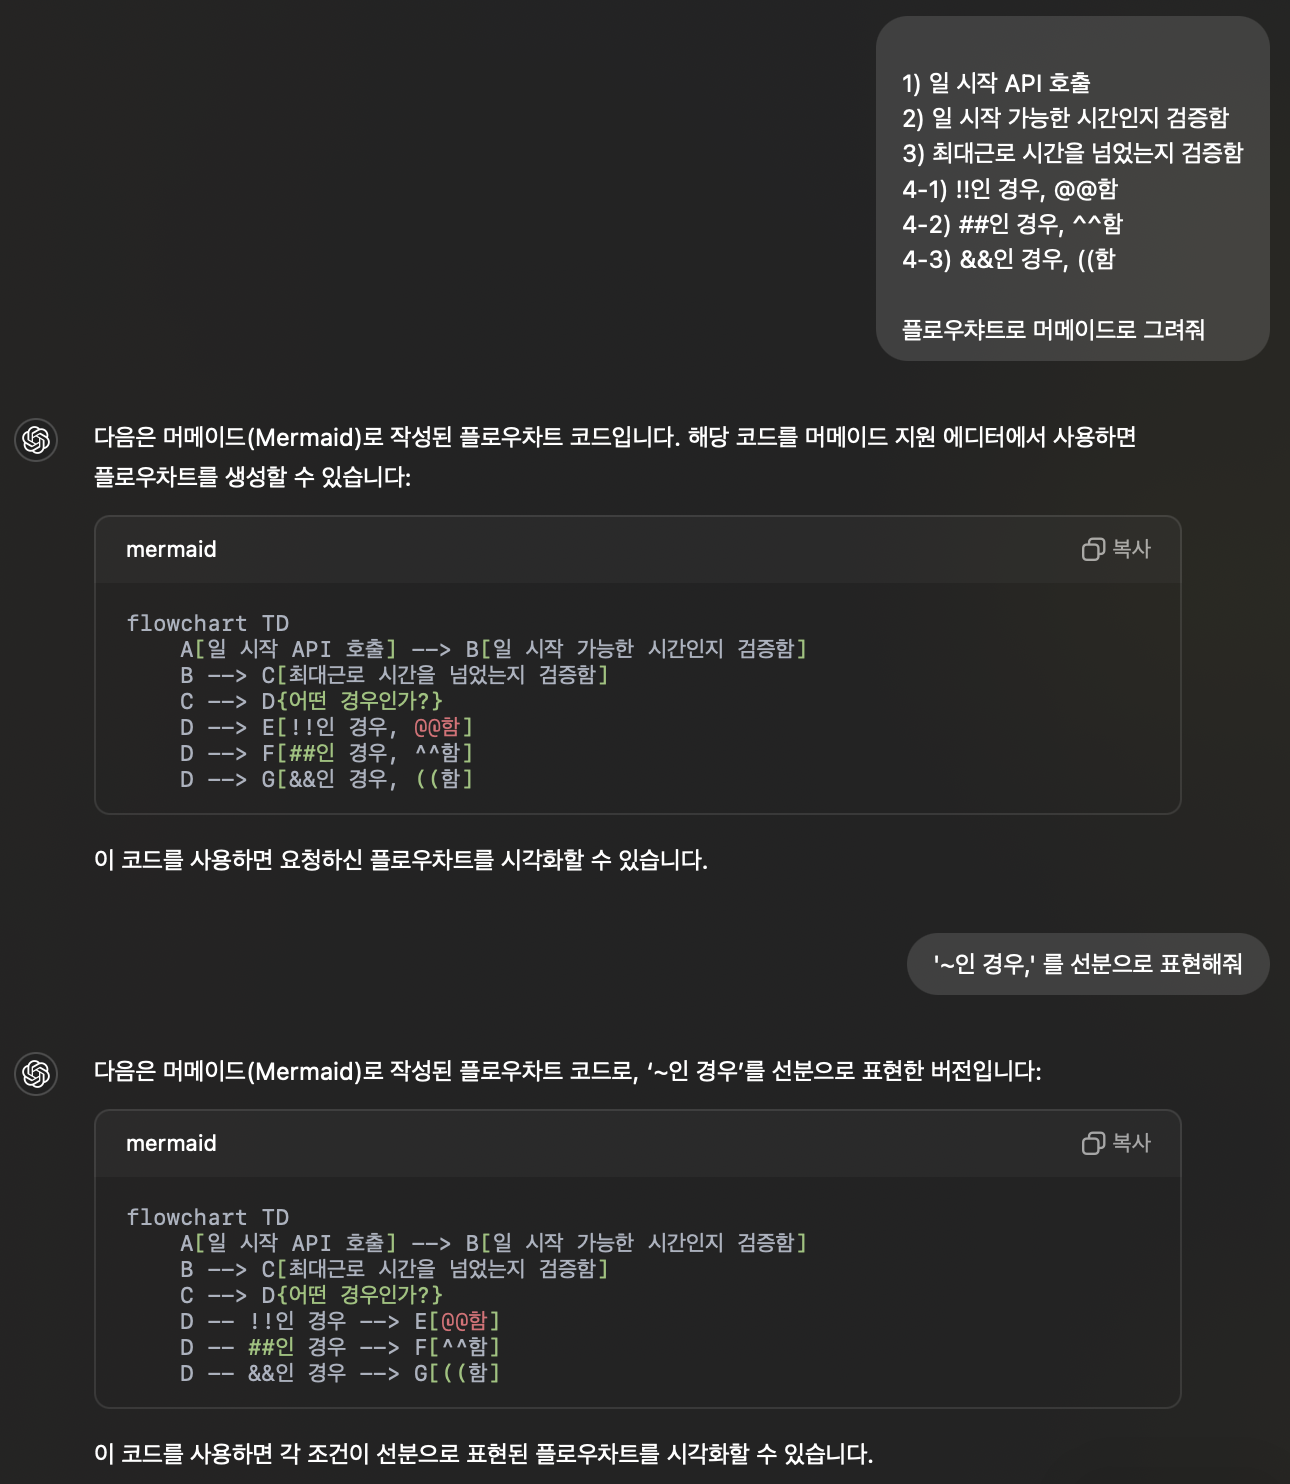 1) 일 시작 API 호출
2) 일 시작 가능한 시간인지 검증함
3) 최대근로 시간을 넘었는지 검증함
4-1) !!인 경우, @@함
4-2) ##인 경우, ^^함
4-3) &&인 경우, ((함
플로우챠트로 머메이드로 그려줘
다음은 머메이드(Mermaid)로 작성된 플로우차트 코드입니다. 해당 코드를 머메이드 지원 에디터에서 사용하면
플로우차트를 생성할 수 있습니다:
mermaid
복사
flowchart TD
    A[일 시작 API 호출] --> B[일 시작 가능한 시간인지 검증함]
    B --> C[최대근로 시간을 넘었는지 검증함]
    C --> D{어떤 경우인가?}
    D --> E[!!인 경우, @@함]
    D --> F[##인 경우, ^^함]
    D --> G[&&인 경우, ((함]
이 코드를 사용하면 요청하신 플로우차트를 시각화할 수 있습니다.
'~인 경우,' 를 선분으로 표현해줘
다음은 머메이드(Mermaid)로 작성된 플로우차트 코드로, ‘~인 경우’를 선분으로 표현한 버전입니다:
mermaid
복사
flowchart TD
    A[일 시작 API 호출] --> B[일 시작 가능한 시간인지 검증함]
    B --> C[최대근로 시간을 넘었는지 검증함]
    C --> D{어떤 경우인가?}
    D -- !!인 경우 --> E[@@함]
    D -- ##인 경우 --> F[^^함]
    D -- &&인 경우 --> G[((함]
이 코드를 사용하면 각 조건이 선분으로 표현된 플로우차트를 시각화할 수 있습니다.